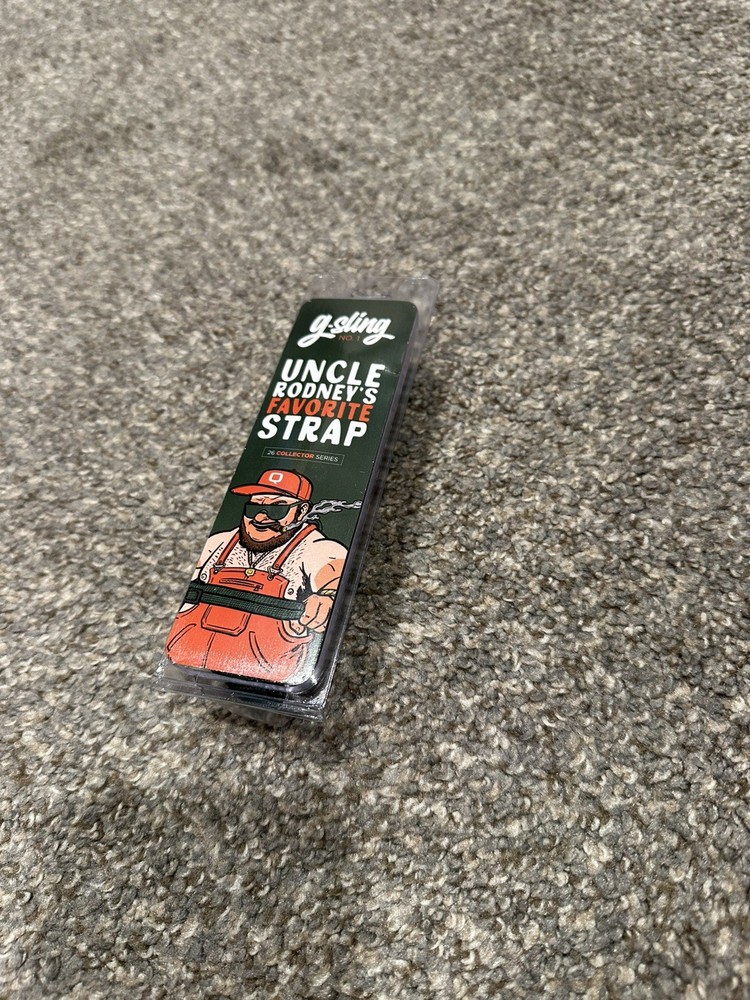 g-sling
NO. 1
UNCLE
RODNEY'S
FAVORITE
STRAP
26 COLLECTOR SERIES
Q